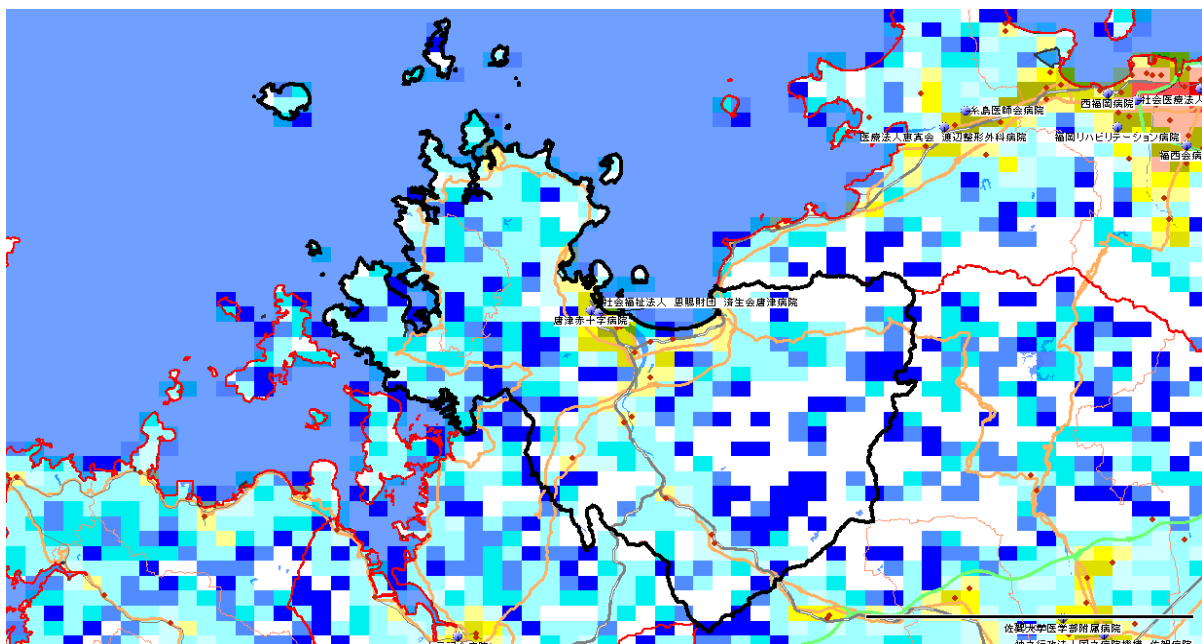 西福岡病院
社会医療法人
糸島医師会病院
医療法人恵真会 渡辺整形外科病院
福岡リハビリテーション病院
福西会病
社会福祉法人 恩賜財団 済生会唐津病院
唐津赤十字病院
佐賀大学医学部附属病院